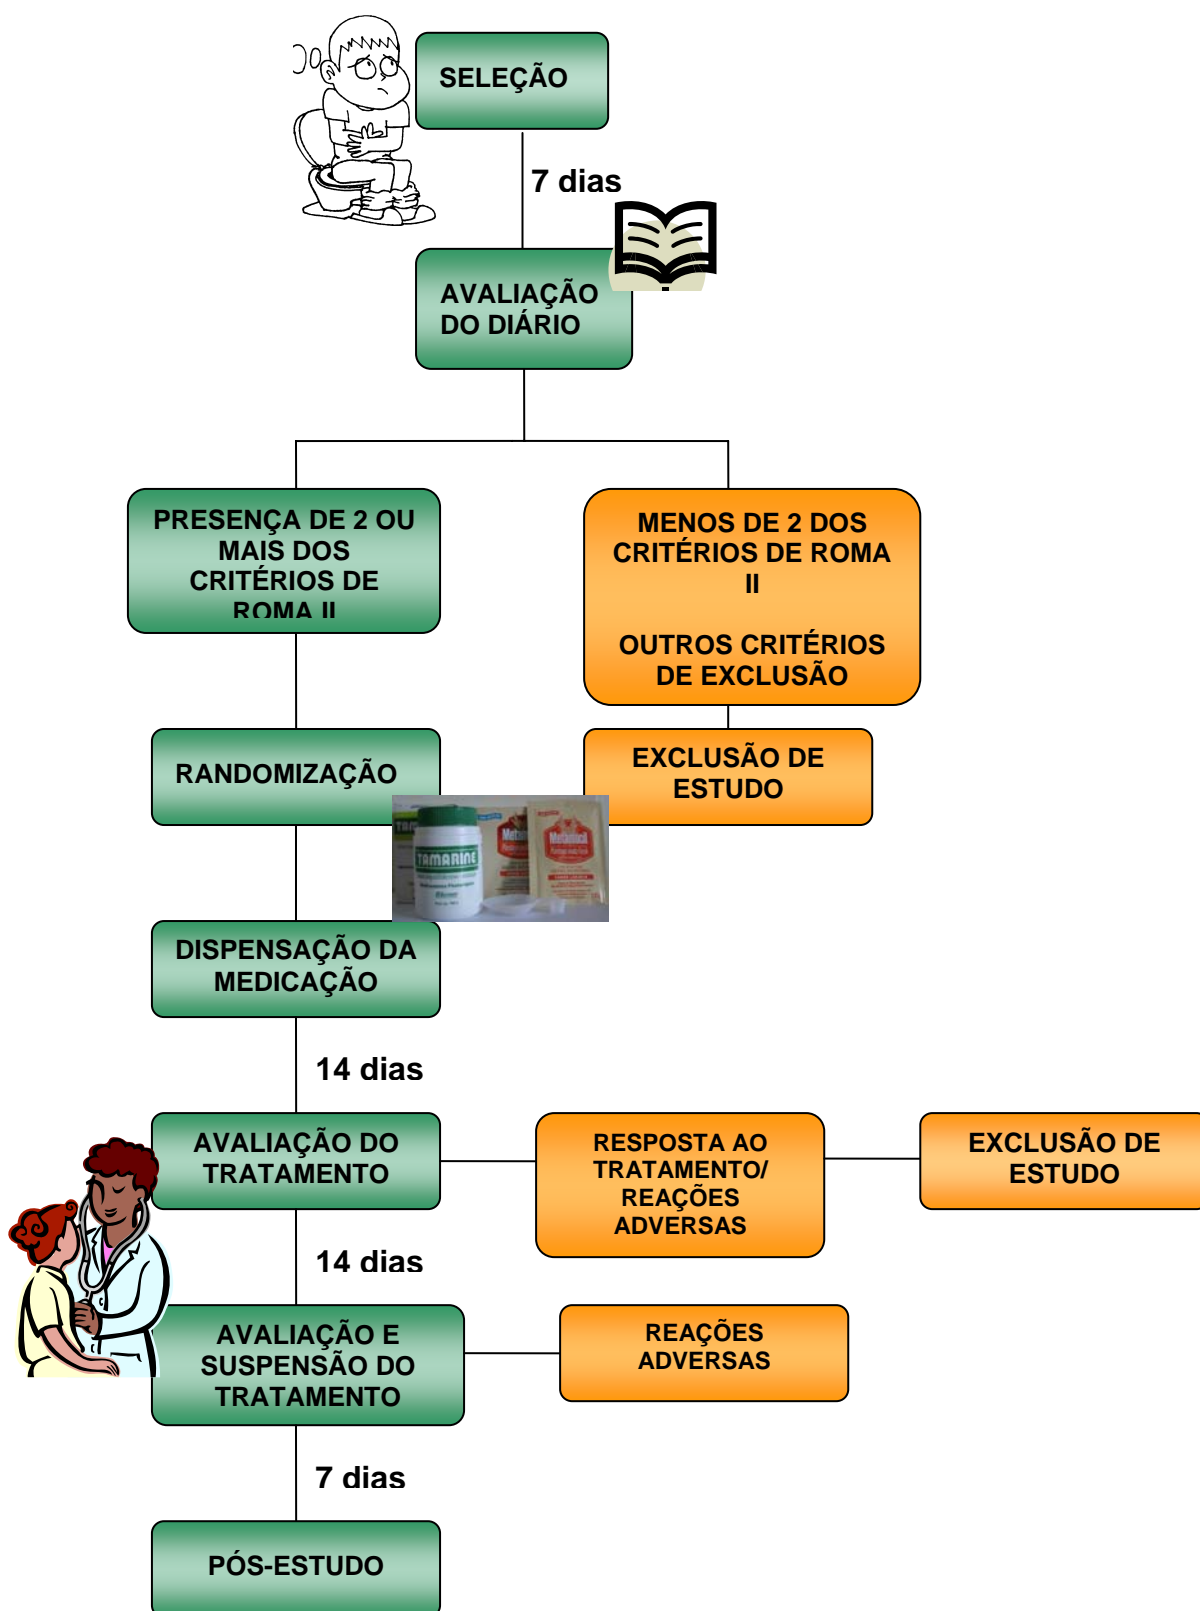 SELEÇÃO
7 dias
AVALIAÇÃO
DO DIÁRIO
PRESENÇA DE 2 OU
MAIS DOS
CRITÉRIOS DE
ROMA II
MENOS DE 2 DOS
CRITÉRIOS DE ROMA
II
OUTROS CRITÉRIOS
DE EXCLUSÃO
RANDOMIZAÇÃO
EXCLUSÃO DE
ESTUDO
TAMARINE
Metamucil
Metamucil
DISPENSAÇÃO DA
MEDICAÇÃO
14 dias
AVALIAÇÃO DO
TRATAMENTO
RESPOSTA AO
TRATAMENTO/
REAÇÕES
ADVERSAS
EXCLUSÃO DE
ESTUDO
14 dias
AVALIAÇÃO E
SUSPENSÃO DO
TRATAMENTO
REAÇÕES
ADVERSAS
7 dias
PÓS-ESTUDO